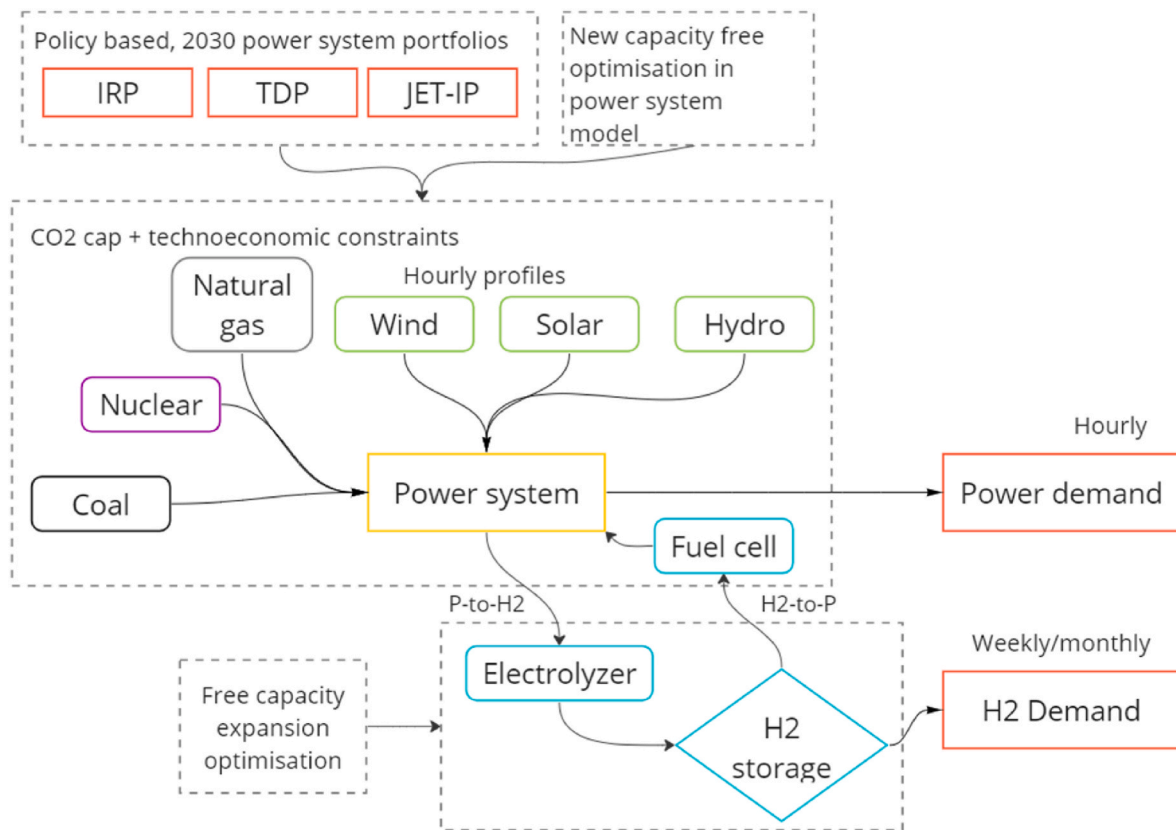 Policy based, 2030 power system portfolios
IRP
TDP
JET-IP
New capacity free
optimisation in
power system
model
CO2 cap + technoeconomic constraints
Natural
gas
Hourly profiles
Wind
Solar
Hydro
Nuclear
Coal
Power system
Hourly
Power demand
Fuel cell
P-to-H2
H2-to-P
Free capacity
expansion
optimisation
Electrolyzer
H2
storage
Weekly/monthly
H2 Demand